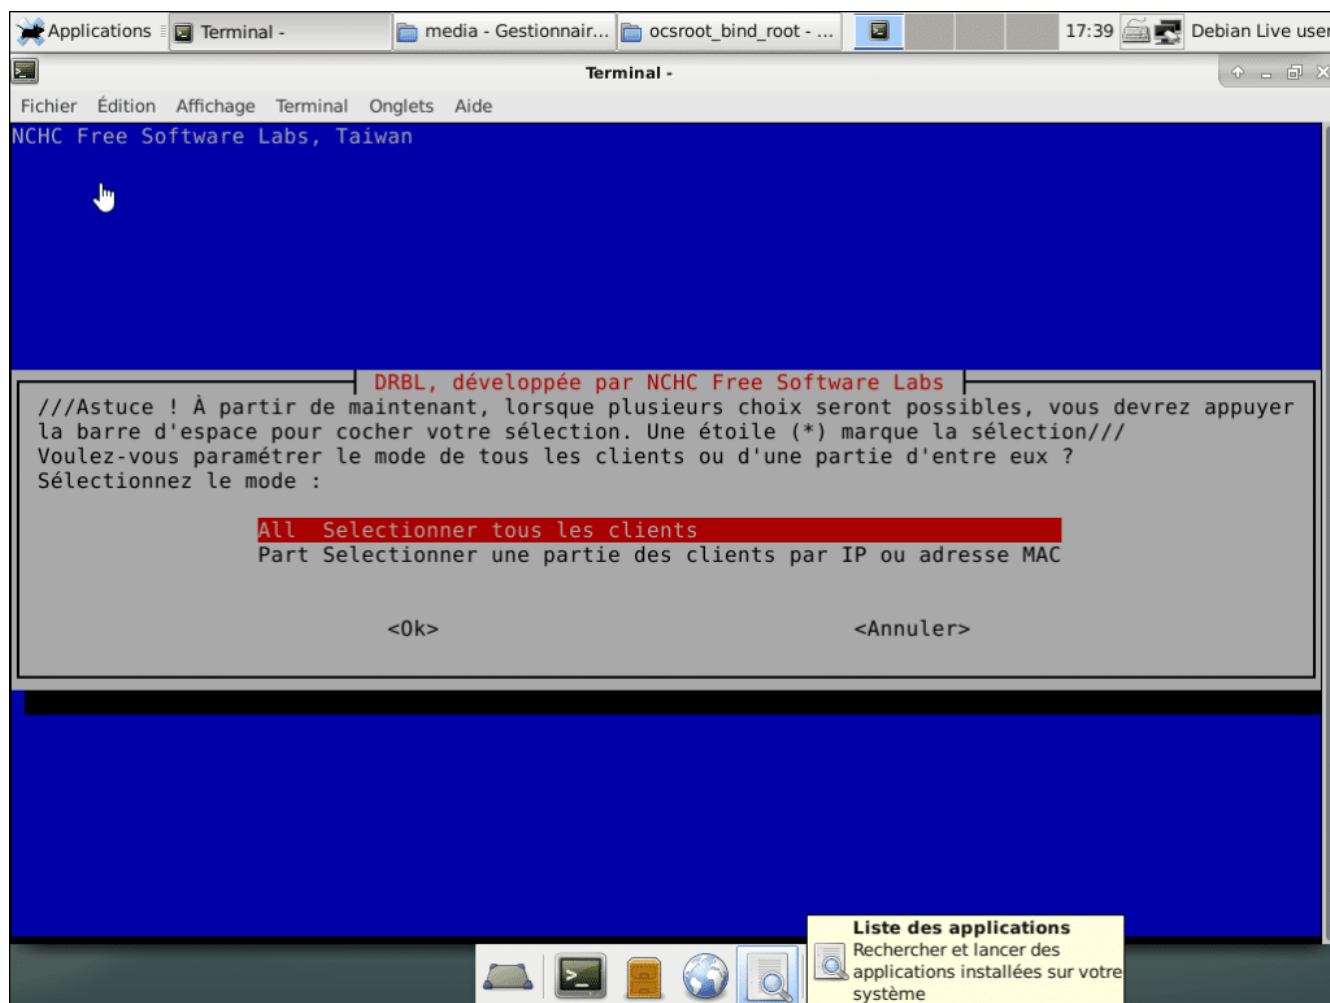 Applications
Terminal -
media - Gestionnair...
ocsroot_bind_root - ...
17:39
Debian Live user
Terminal -
Fichier Édition Affichage Terminal Onglets Aide
NCHC Free Software Labs, Taiwan
DRBL, développée par NCHC Free Software Labs
///Astuce ! À partir de maintenant, lorsque plusieurs choix seront possibles, vous devrez appuyer
la barre d'espace pour cocher votre sélection. Une étoile (*) marque la sélection///
Voulez-vous paramétrer le mode de tous les clients ou d'une partie d'entre eux ?
Sélectionnez le mode :
All Selectionner tous les clients
Part Selectionner une partie des clients par IP ou adresse MAC
<Ok> <Annuler>
Liste des applications
Rechercher et lancer des
applications installées sur votre
système